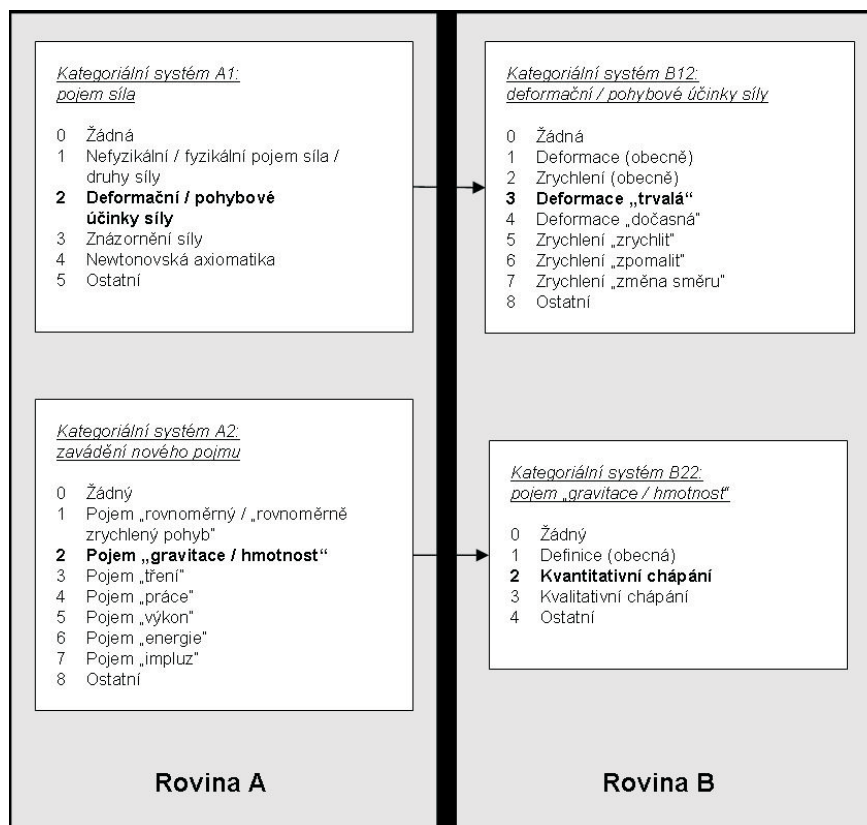 Kategoriální systém A1:
pojem síla
0 Žádná
1 Nefyzikální / fyzikální pojem síla /
druhy síly
2 Deformační / pohybové
účinky síly
3 Znázornění síly
4 Newtonovská axiomatika
5 Ostatní
Kategoriální systém B12:
deformační / pohybové účinky síly
0 Žádná
1 Deformace (obecně)
2 Zrychlení (obecně)
3 Deformace „trvalá“
4 Deformace „dočasná“
5 Zrychlení „zrychlit“
6 Zrychlení „zpomalit“
7 Zrychlení „změna směru“
8 Ostatní
Kategoriální systém A2:
zavádění nového pojmu
0 Žádný
1 Pojem „rovnoměrný / „rovnoměrně
zrychlený pohyb“
2 Pojem „gravitace / hmotnost“
3 Pojem „tření“
4 Pojem „práce“
5 Pojem „výkon“
6 Pojem „energie“
7 Pojem „impluz“
8 Ostatní
Kategoriální systém B22:
pojem „gravitace / hmotnost“
0 Žádný
1 Definice (obecná)
2 Kvantitativní chápání
3 Kvalitativní chápání
4 Ostatní
Rovina A
Rovina B